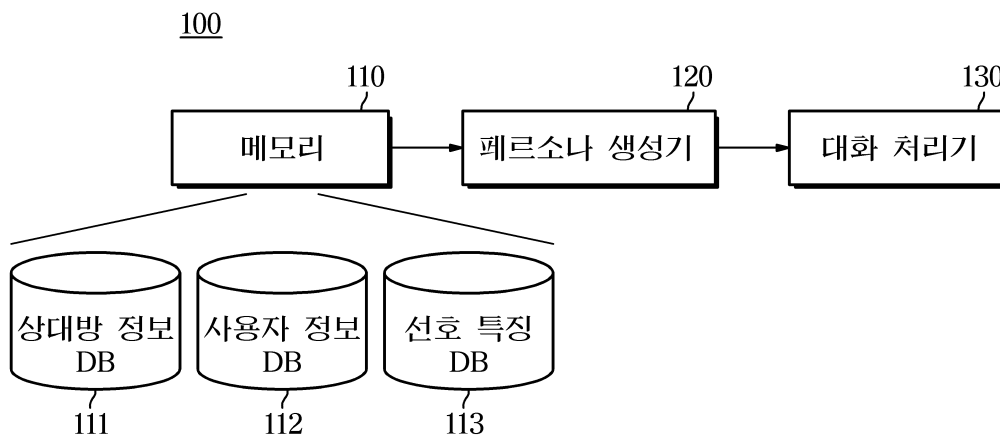 100
110
120
130
메모리
페르소나 생성기
대화 처리기
상대방 정보
DB
사용자 정보
DB
선호 특징
DB
111
112
113